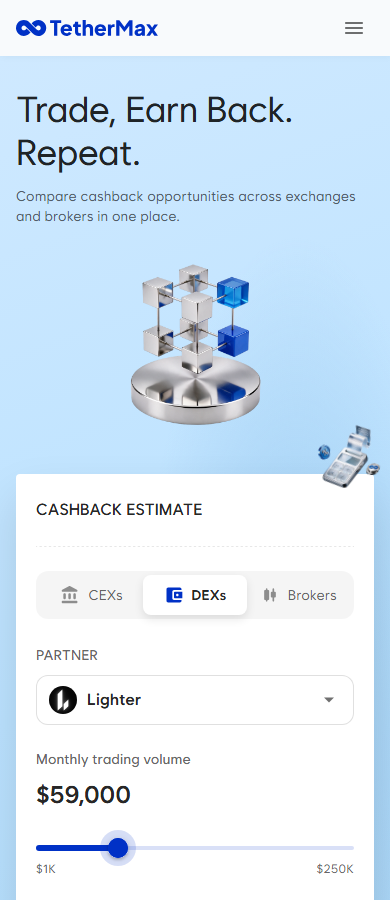 TetherMax
Trade, Earn Back.
Repeat.
Compare cashback opportunities across exchanges
and brokers in one place.
CASHBACK ESTIMATE
CEXs DEXs Brokers
PARTNER
Lighter
Monthly trading volume
$59,000
$1K $250K